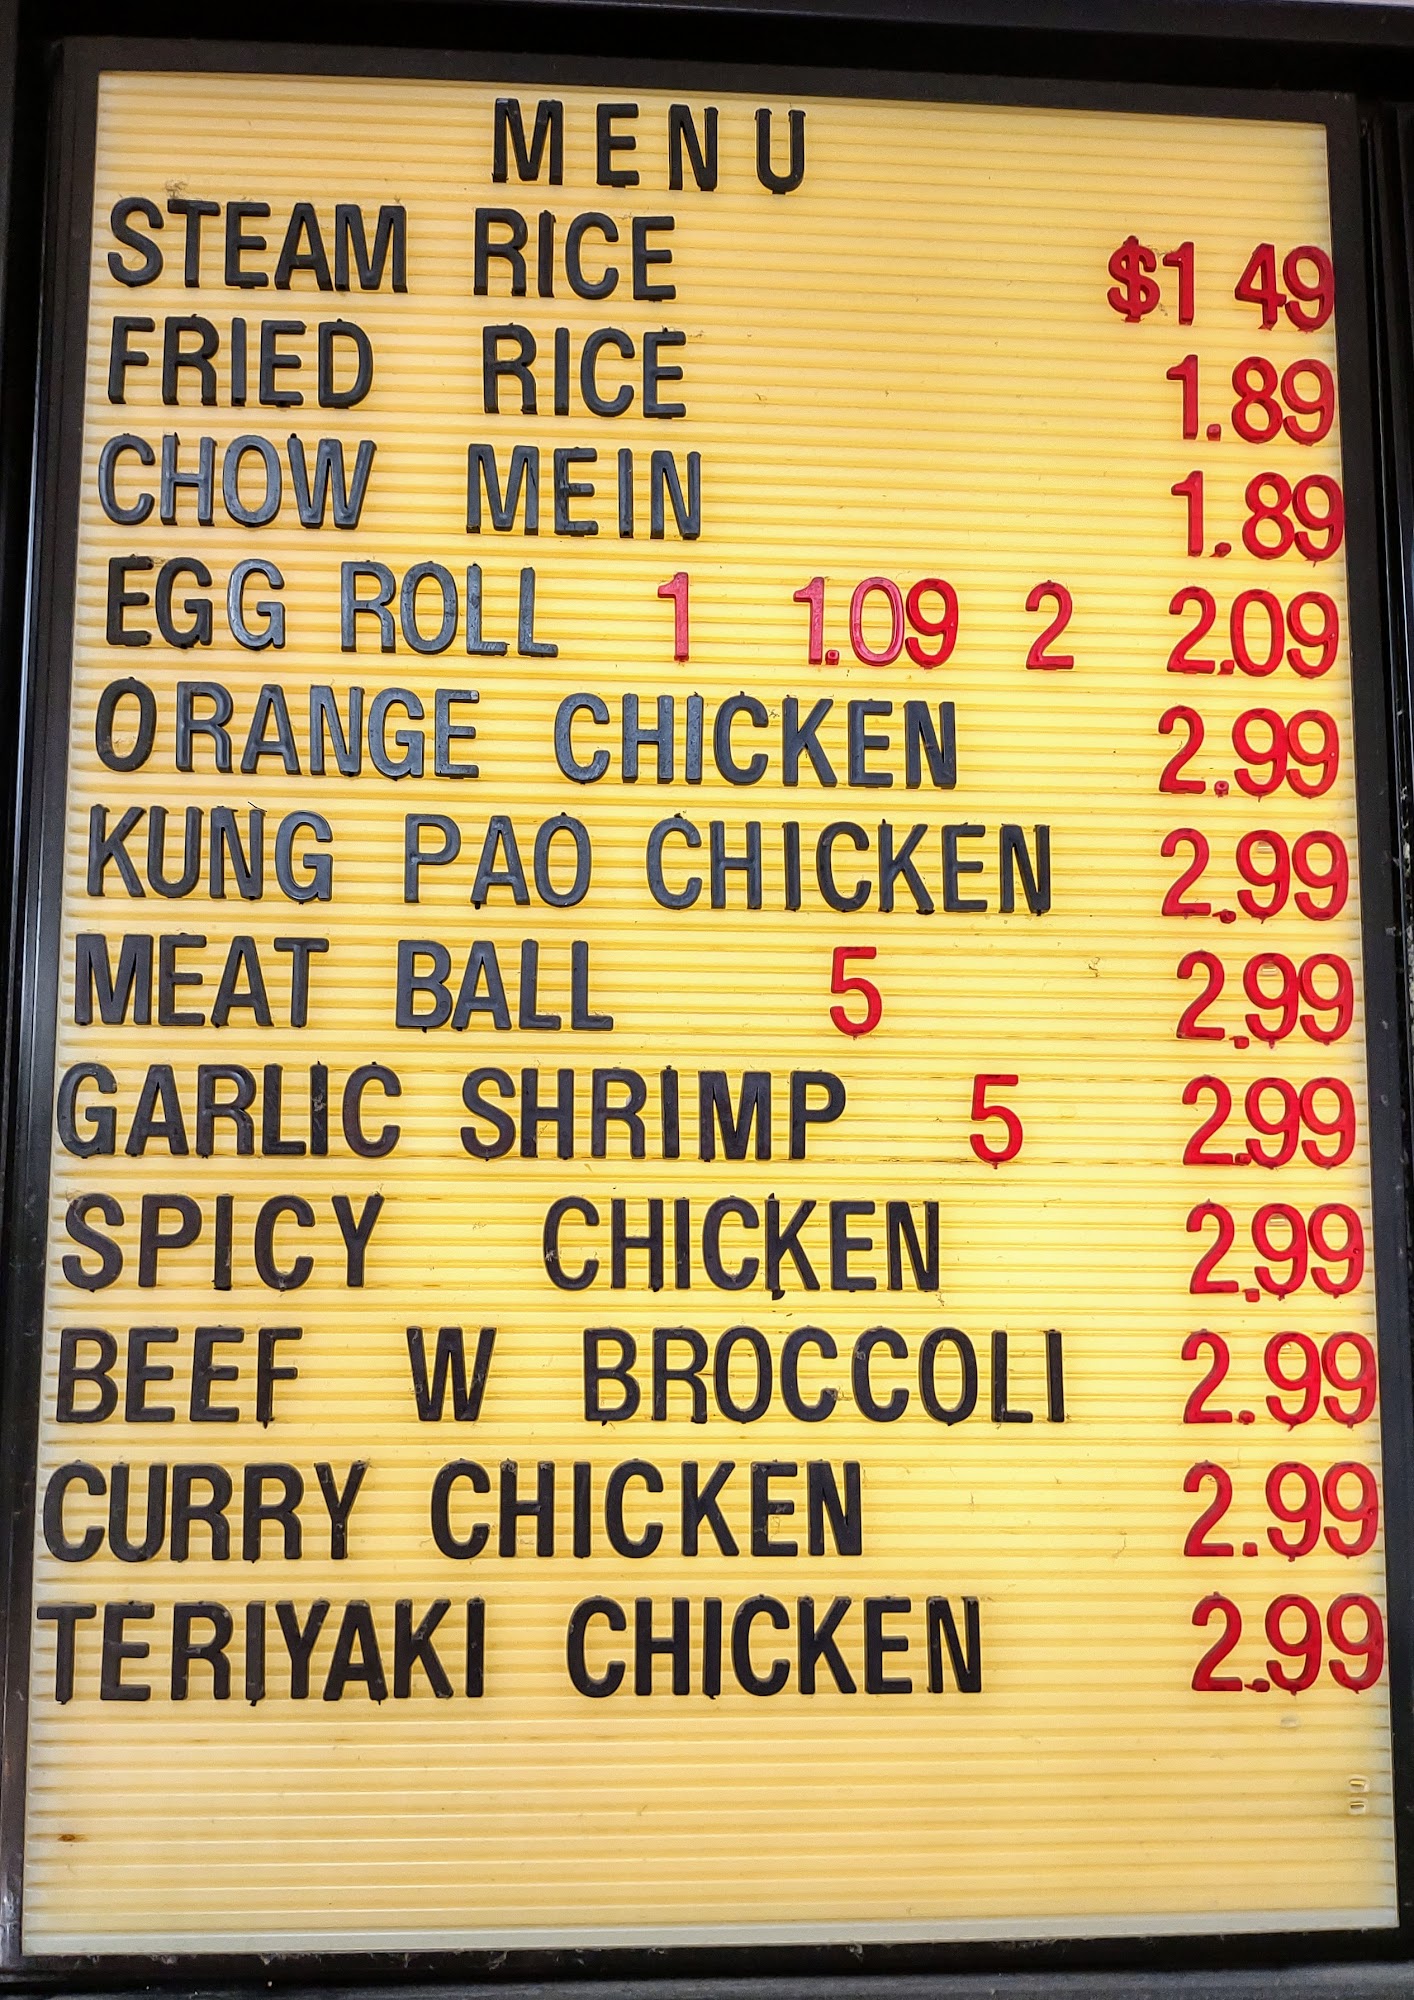 MENU
STEAM RICE $1 49
FRIED RICE 1.89
CHOW MEIN 1.89
EGG ROLL 1 1.09 2 2.09
ORANGE CHICKEN 2.99
KUNG PAO CHICKEN 2.99
MEAT BALL 5 2.99
GARLIC SHRIMP 5 2.99
SPICY CHICKEN 2.99
BEEF W BROCCOLI 2.99
CURRY CHICKEN 2.99
TERIYAKI CHICKEN 2.99